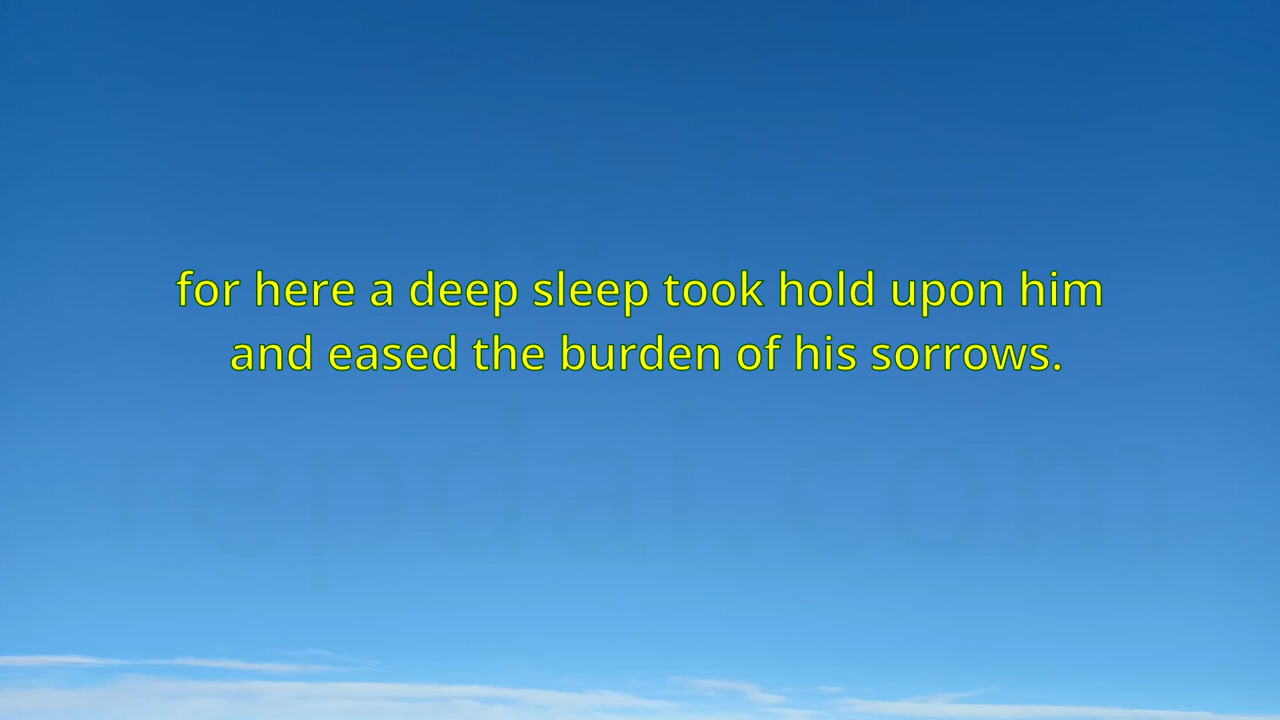 for here a deep sleep took hold upon him
and eased the burden of his sorrows.